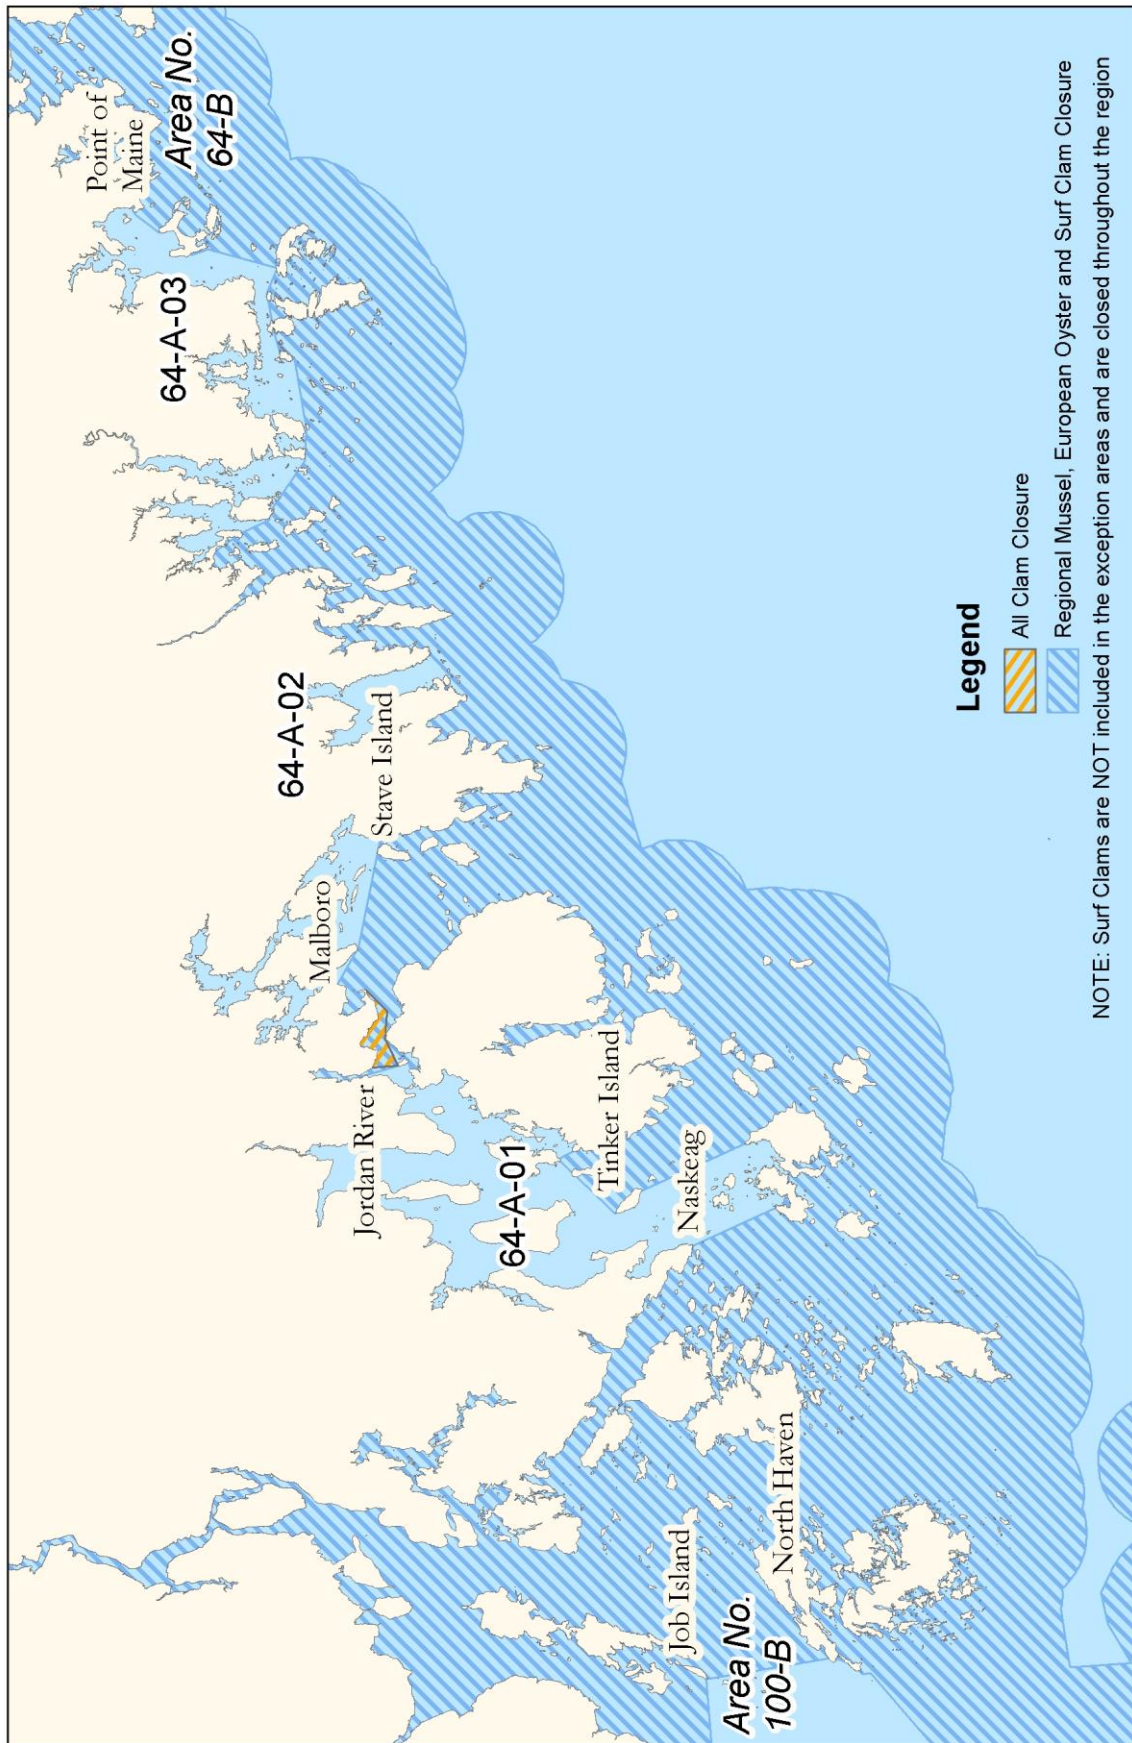 Point of
Maine
Area No.
64-B
64-A-03
64-A-02
Stave Island
Malboro
Jordan River
64-A-01
Tinker Island
Naskeag
North Haven
Job Island
Area No.
100-B
Legend
All Clam Closure
Regional Mussel, European Oyster and Surf Clam Closure
NOTE: Surf Clams are NOT included in the exception areas and are closed throughout the region